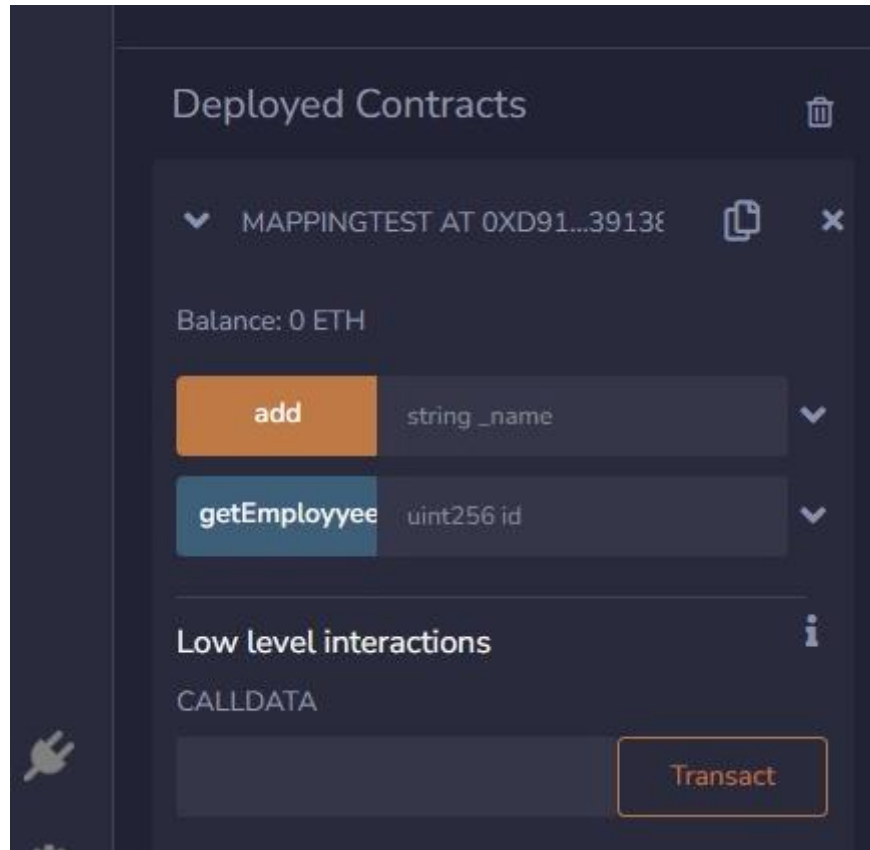 Deployed Contracts
MAPPINGTEST AT 0XD91...39138
Balance: 0 ETH
add string _name
getEmployyee uint256 id
Low level interactions
CALLDATA
Transact